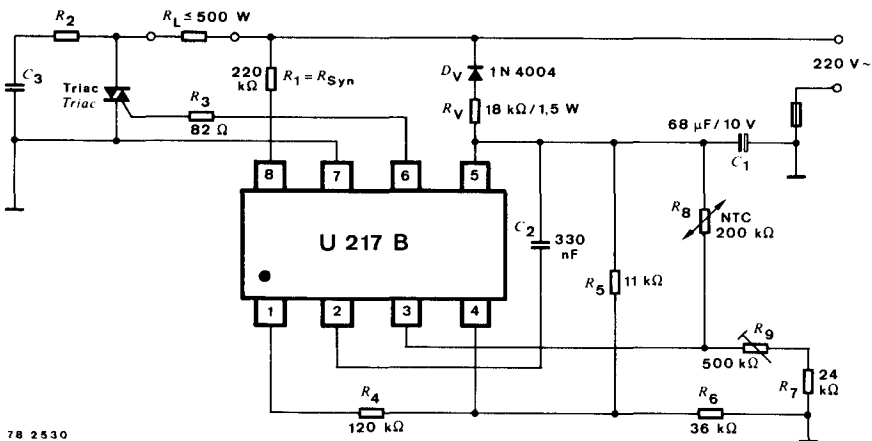 R2
RL ≤ 500 W
C3
Triac
Triac
R3
82 Ω
220 kΩ
R1 = RSyn
DV
1 N 4004
RV
18 kΩ/1,5 W
220 V~
68 µF/10 V
C1
8
7
6
5
U 217 B
C2
330 nF
R8
NTC
200 kΩ
R5
11 kΩ
1
2
3
4
R9
500 kΩ
R7
24 kΩ
R4
120 kΩ
R6
36 kΩ
78 2530